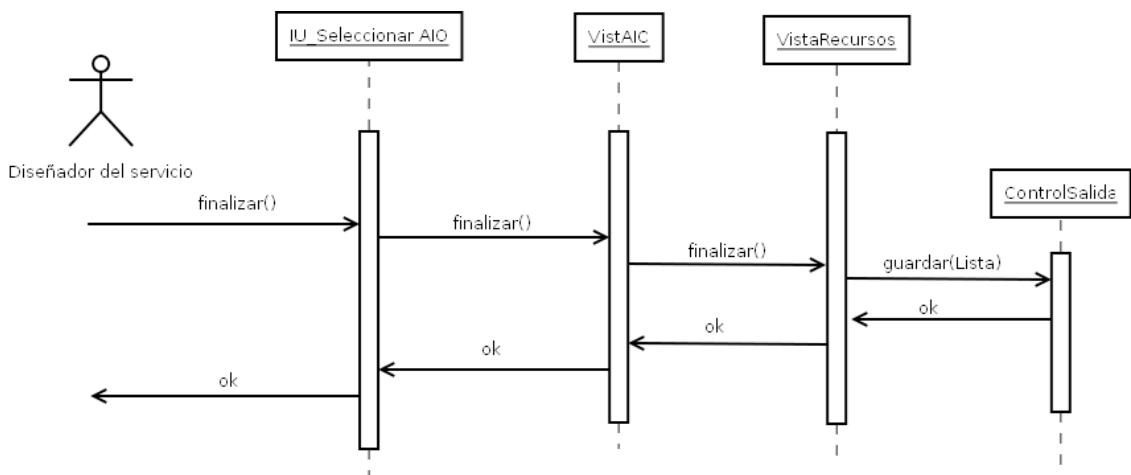 IU_Seleccionar AIO
VistAIC
VistaRecursos
Diseñador del servicio
ControlSalida
finalizar()
finalizar()
finalizar()
guardar(Lista)
ok
ok
ok
ok